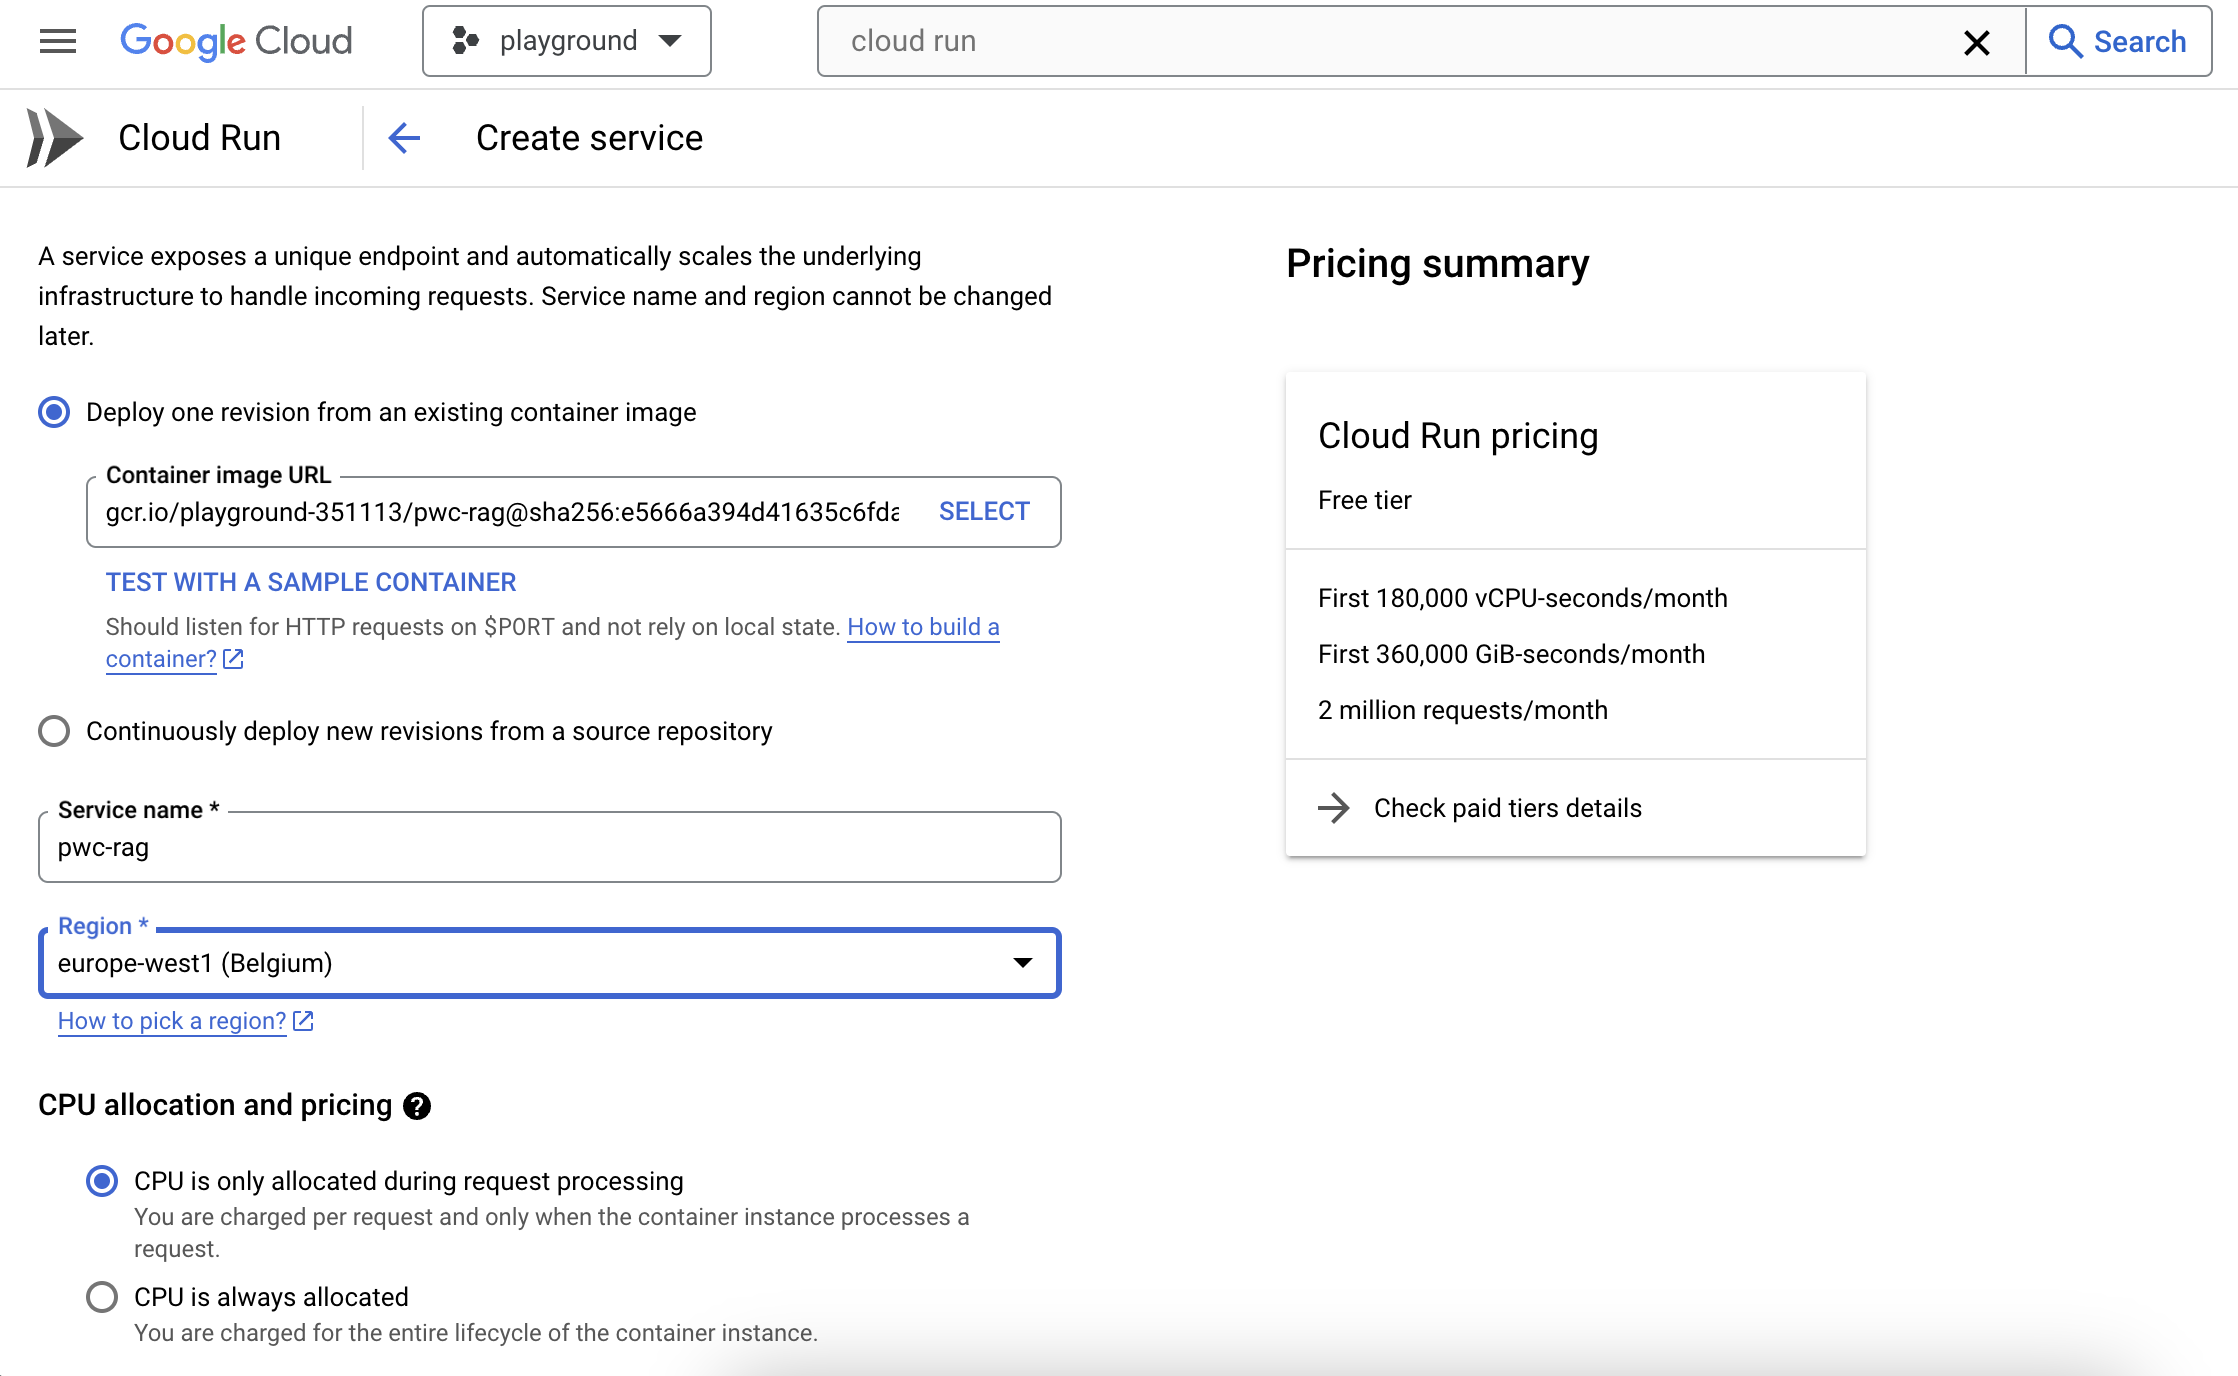 Google Cloud
playground
cloud run
Search
Cloud Run
Create service
A service exposes a unique endpoint and automatically scales the underlying
infrastructure to handle incoming requests. Service name and region cannot be changed
later.
Deploy one revision from an existing container image
Container image URL
gcr.io/playground-351113/pwc-rag@sha256:e5666a394d41635c6fda
SELECT
TEST WITH A SAMPLE CONTAINER
Should listen for HTTP requests on $PORT and not rely on local state. How to build a
container?
Continuously deploy new revisions from a source repository
Service name *
pwc-rag
Region *
europe-west1 (Belgium)
How to pick a region?
CPU allocation and pricing
CPU is only allocated during request processing
You are charged per request and only when the container instance processes a
request.
CPU is always allocated
You are charged for the entire lifecycle of the container instance.
Pricing summary
Cloud Run pricing
Free tier
First 180,000 vCPU-seconds/month
First 360,000 GiB-seconds/month
2 million requests/month
Check paid tiers details